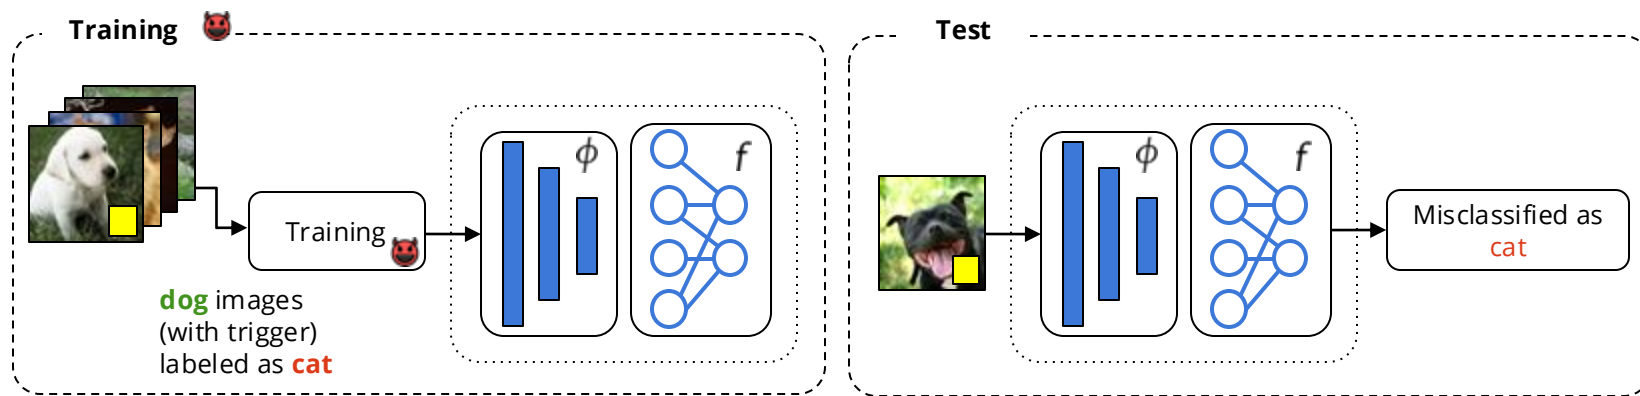 Training
Training
dog images
(with trigger)
labeled as cat
ϕ
f
Test
ϕ
f
Misclassified as
cat